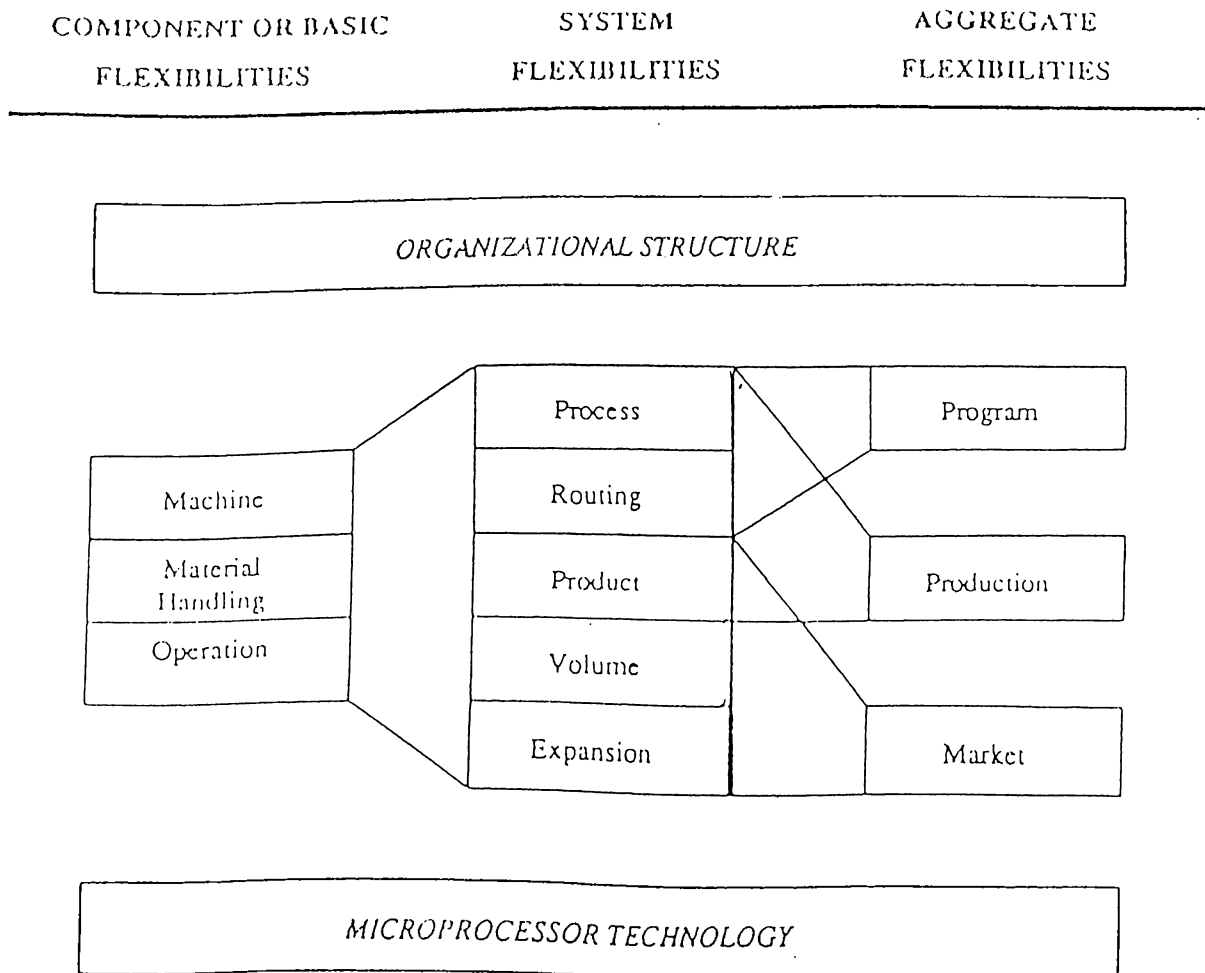 COMPONENT OR BASIC
FLEXIBILITIES
SYSTEM
FLEXIBILITIES
AGGREGATE
FLEXIBILITIES
ORGANIZATIONAL STRUCTURE
Machine
Material
Handling
Operation
Process
Routing
Product
Volume
Expansion
Program
Production
Market
MICROPROCESSOR TECHNOLOGY